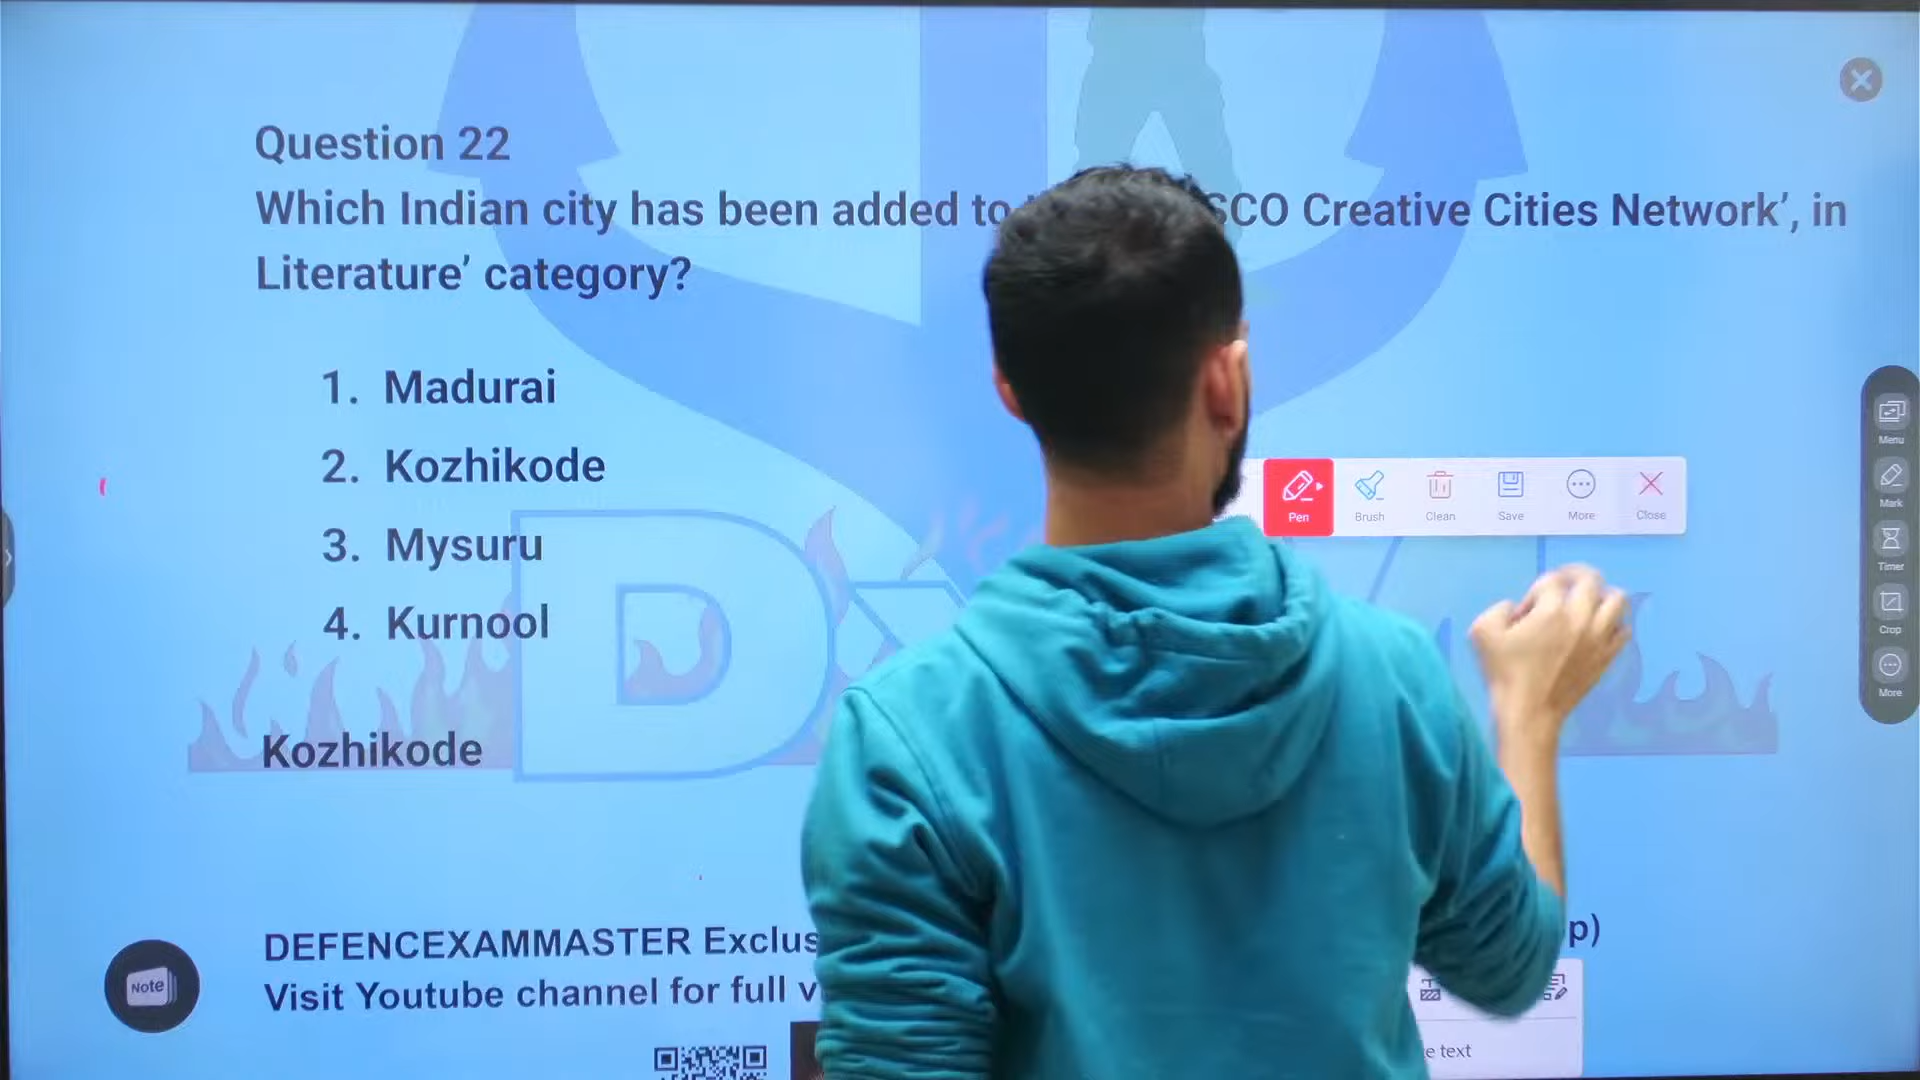 Question 22
Which Indian city has been added to SCO Creative Cities Network’, in
Literature’ category?
1. Madurai
2. Kozhikode
3. Mysuru
4. Kurnool
Kozhikode
Pen
Brush
Clean
Save
More
Close
Menu
Mark
Timer
Crop
More
DEFENCEXAMMASTER Exclus p)
Visit Youtube channel for full v
Note
e text